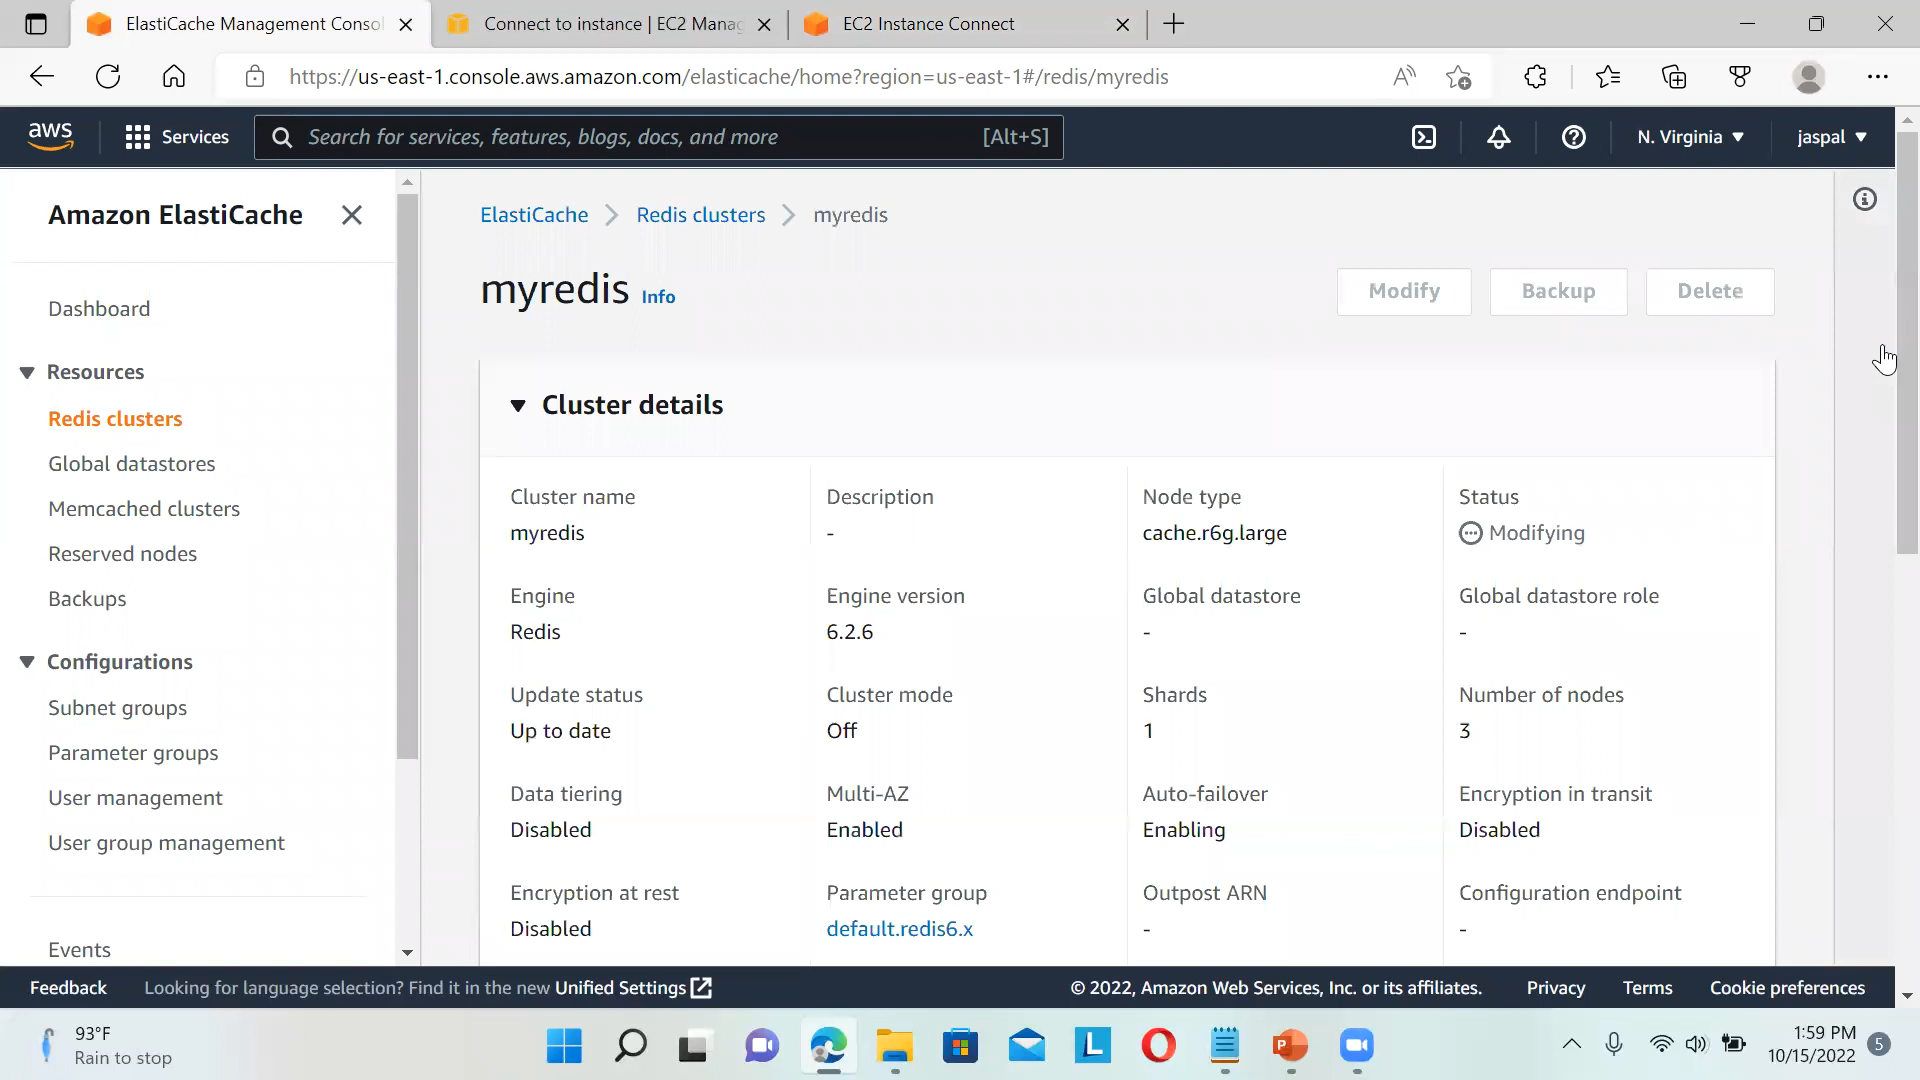 ElastiCache Management Consol
Connect to instance | EC2 Manag
EC2 Instance Connect
https://us-east-1.console.aws.amazon.com/elasticache/home?region=us-east-1#/redis/myredis
aws
Services
Search for services, features, blogs, docs, and more
[Alt+S]
N. Virginia
jaspal
Amazon ElastiCache
Dashboard
Resources
Redis clusters
Global datastores
Memcached clusters
Reserved nodes
Backups
Configurations
Subnet groups
Parameter groups
User management
User group management
Events
ElastiCache
Redis clusters
myredis
myredis Info
Modify
Backup
Delete
Cluster details
Cluster name
myredis
Description
-
Node type
cache.r6g.large
Status
Modifying
Engine
Redis
Engine version
6.2.6
Global datastore
-
Global datastore role
-
Update status
Up to date
Cluster mode
Off
Shards
1
Number of nodes
3
Data tiering
Disabled
Multi-AZ
Enabled
Auto-failover
Enabling
Encryption in transit
Disabled
Encryption at rest
Disabled
Parameter group
default.redis6.x
Outpost ARN
-
Configuration endpoint
-
Feedback
Looking for language selection? Find it in the new Unified Settings
© 2022, Amazon Web Services, Inc. or its affiliates.
Privacy
Terms
Cookie preferences
93°F
Rain to stop
L
P
1:59 PM
10/15/2022
5